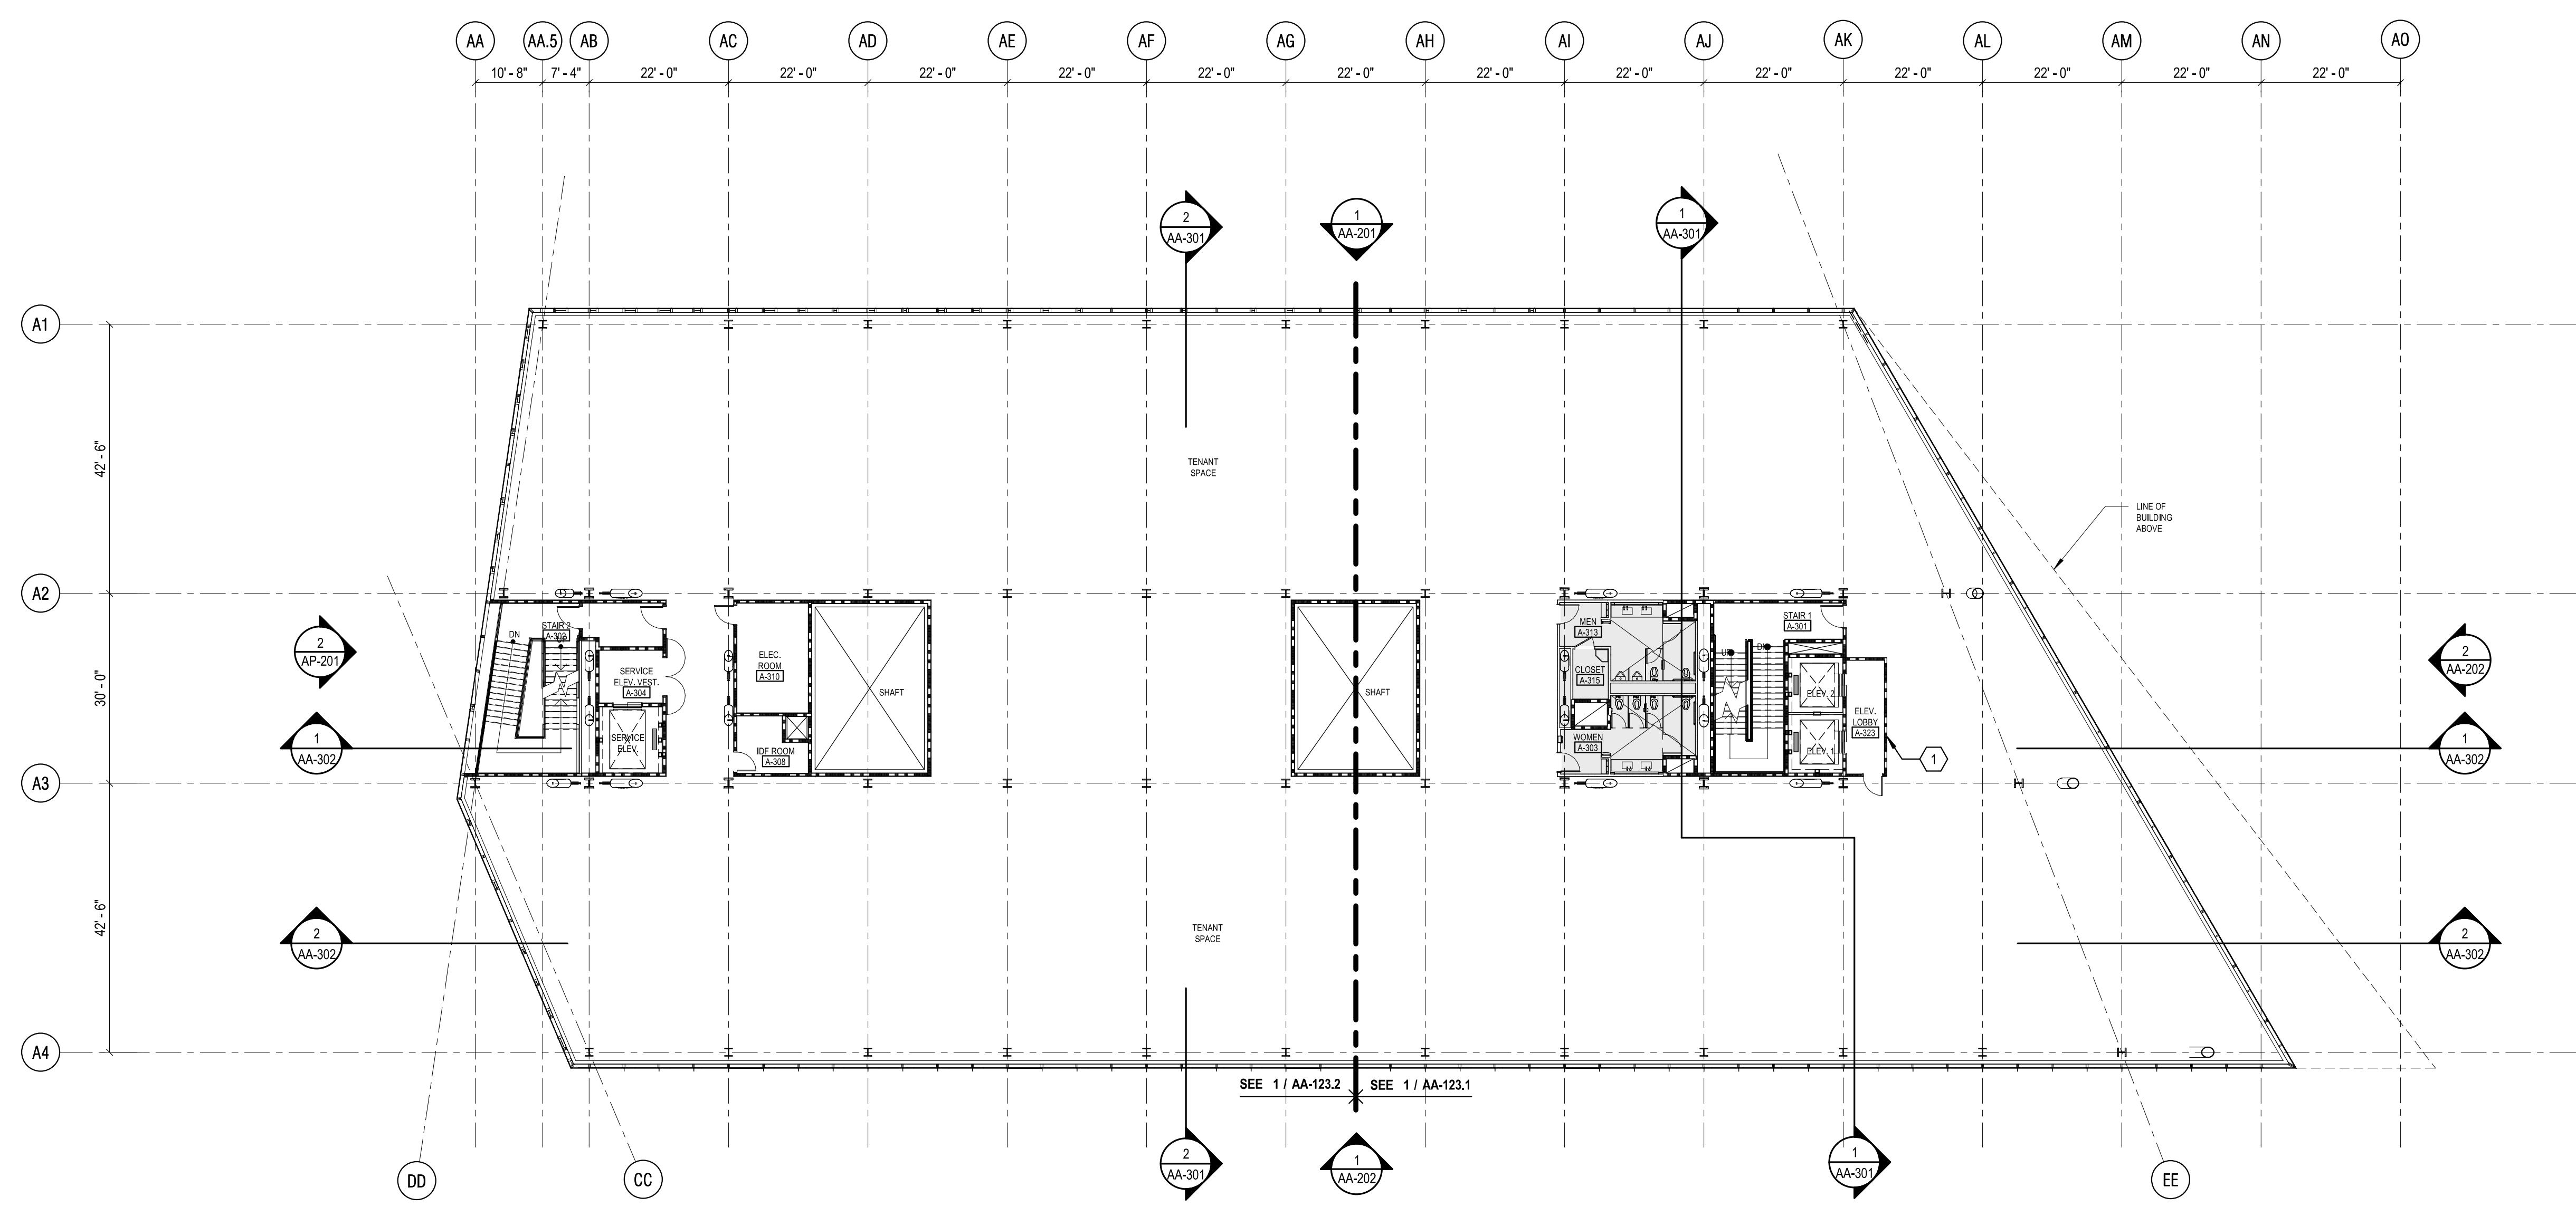 AA AA.5 AB AC AD AE AF AG AH AI AJ AK AL AM AN AO
10' - 8" 7' - 4" 22' - 0" 22' - 0" 22' - 0" 22' - 0" 22' - 0" 22' - 0" 22' - 0" 22' - 0" 22' - 0" 22' - 0" 22' - 0" 22' - 0" 22' - 0"
2
AA-301
1
AA-201
1
AA-301
A1
42' - 6"
TENANT
SPACE
LINE OF
BUILDING
ABOVE
A2
2
AP-201
30' - 0"
DN
STAIR 2
A-302
UP
SERVICE
ELEV. VEST.
A-304
SERVICE
ELEV.
ELEC.
ROOM
A-310
IDF ROOM
A-308
SHAFT
SHAFT
MEN
A-313
CLOSET
A-315
WOMEN
A-303
STAIR 1
A-301
UP
DN
ELEV. 2
ELEV. 1
ELEV.
LOBBY
A-323
1
2
AA-202
1
AA-302
1
AA-302
A3
42' - 6"
2
AA-302
TENANT
SPACE
2
AA-302
A4
SEE 1 / AA-123.2
SEE 1 / AA-123.1
DD
CC
2
AA-301
1
AA-202
1
AA-301
EE